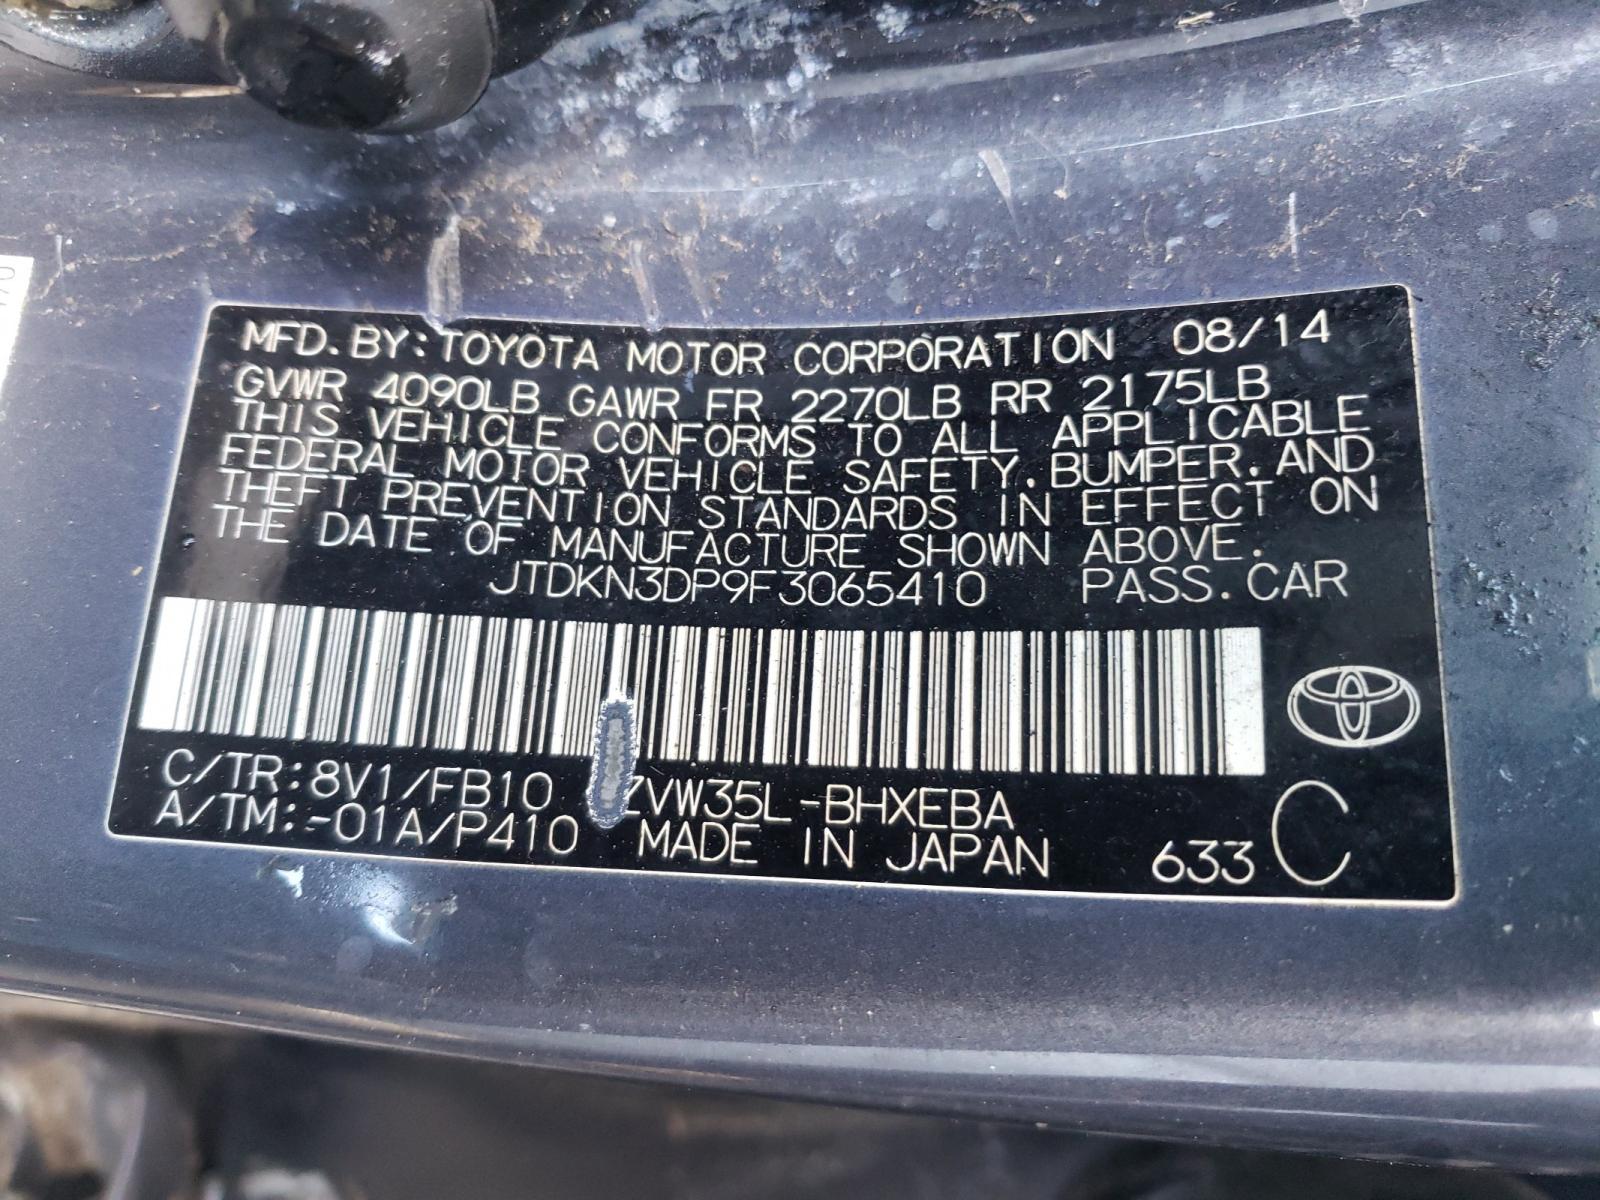 MFD.BY:TOYOTA MOTOR CORPORATION 08/14
GVWR 4090LB GAWR FR 2270LB RR 2175LB
THIS VEHICLE CONFORMS TO ALL APPLICABLE
FEDERAL MOTOR VEHICLE SAFETY.BUMPER.AND
THEFT PREVENTION STANDARDS IN EFFECT ON
THE DATE OF MANUFACTURE SHOWN ABOVE.
JTDKN3DP9F3065410 PASS.CAR
C/TR:8V1/FB10 ZVW35L-BHXEBA
A/TM:-01A/P410 MADE IN JAPAN 633 C